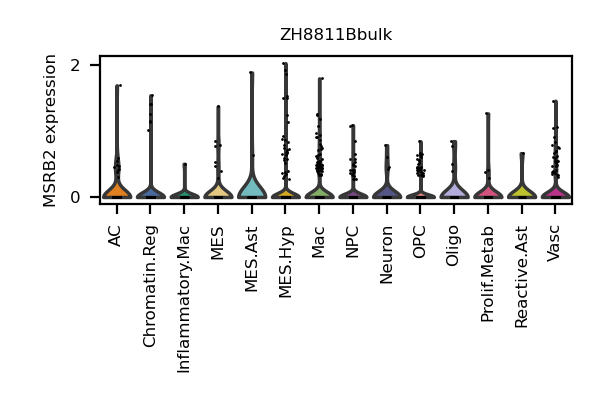 ZH8811Bbulk
MSRB2 expression
2
0
AC
Chromatin.Reg
Inflammatory.Mac
MES
MES.Ast
MES.Hyp
Mac
NPC
Neuron
OPC
Oligo
Prolif.Metab
Reactive.Ast
Vasc